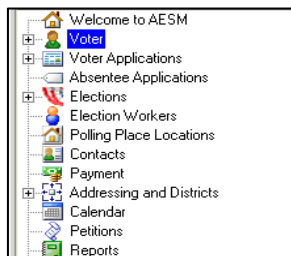 Welcome to AESM
Voter
Voter Applications
Absentee Applications
Elections
Election Workers
Polling Place Locations
Contacts
Payment
Addressing and Districts
Calendar
Petitions
Reports